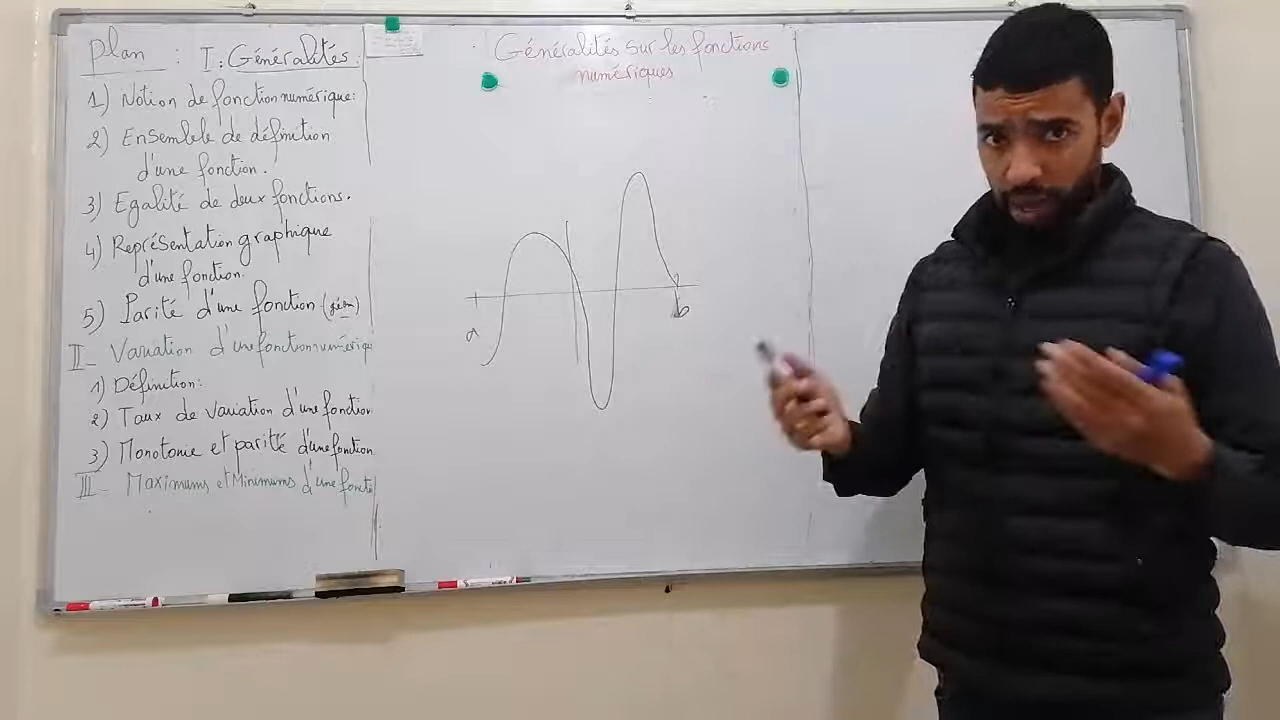 Plan : I : Généralités :
1) Notion de fonction numérique :
2) Ensemble de définition
d'une fonction.
3) Egalité de deux fonctions.
4) Représentation graphique
d'une fonction.
5) Parité d'une fonction
II - Variation d'une fonction numériq
1) Définition :
2) Taux de variation d'une fonction
3) Monotonie et parité d'une fonction
III - Maximums et Minimums d'une foncti
Généralités sur les fonctions
numériques
a
b